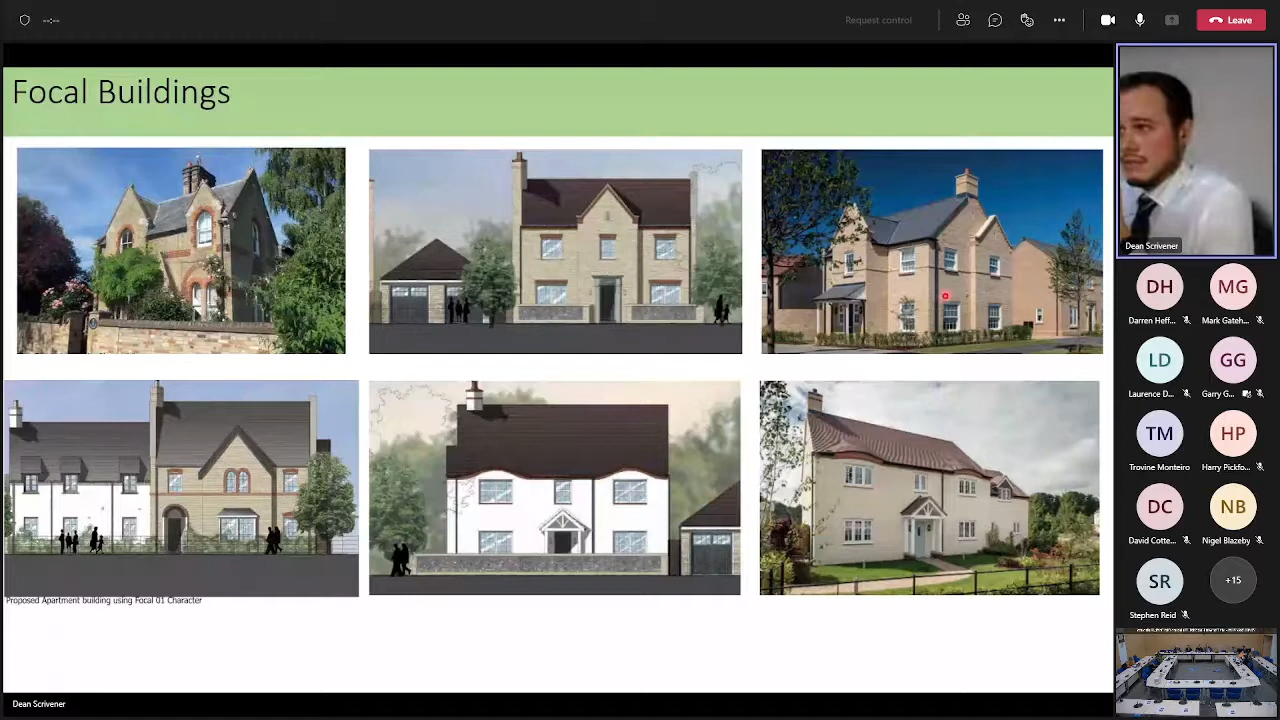 --:--
Request control
Leave
Focal Buildings
Dean Scrivener
DH
MG
Darren Heff...
Mark Gateh...
LD
GG
Laurence D...
Garry G...
TM
HP
Trovine Monteiro
Harry Pickfo...
DC
NB
David Cotte...
Nigel Blazeby
SR
+15
Stephen Reid
Proposed Apartment building using Focal 01 Character
Dean Scrivener